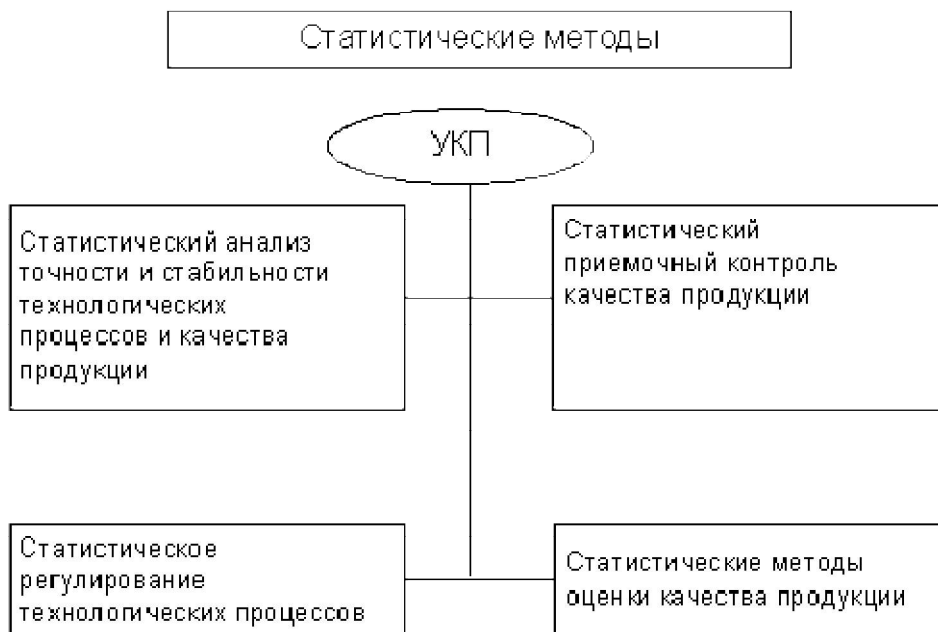 Статистические методы
УКП
Статистический анализ
точности и стабильности
технологических
процессов и качества
продукции
Статистический
приемочный контроль
качества продукции
Статистическое
регулирование
технологических процессов
Статистические методы
оценки качества продукции